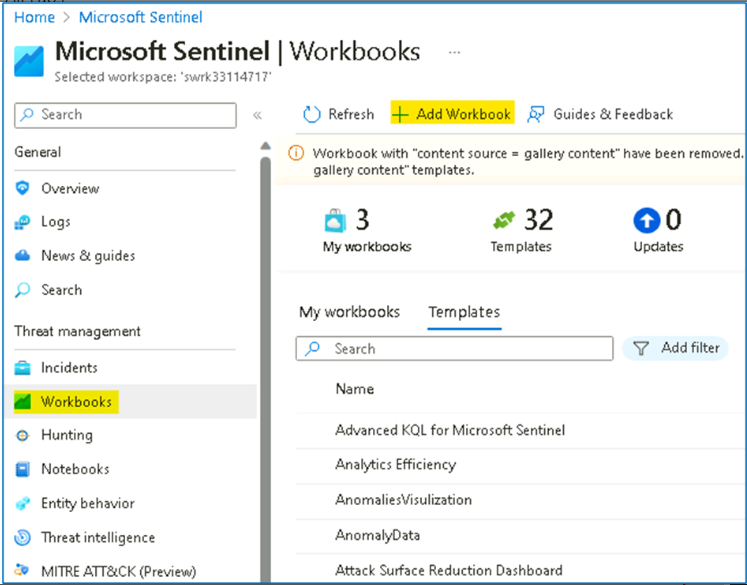 Home > Microsoft Sentinel
Microsoft Sentinel | Workbooks ...
Selected workspace: 'swrk33114717'
Search «
General
Overview
Logs
News & guides
Search
Threat management
Incidents
Workbooks
Hunting
Notebooks
Entity behavior
Threat intelligence
MITRE ATT&CK (Preview)
Refresh + Add Workbook Guides & Feedback
Workbook with "content source = gallery content" have been removed.
gallery content" templates.
3 32 0
My workbooks Templates Updates
My workbooks Templates
Search Add filter
Name
Advanced KQL for Microsoft Sentinel
Analytics Efficiency
AnomaliesVisulization
AnomalyData
Attack Surface Reduction Dashboard